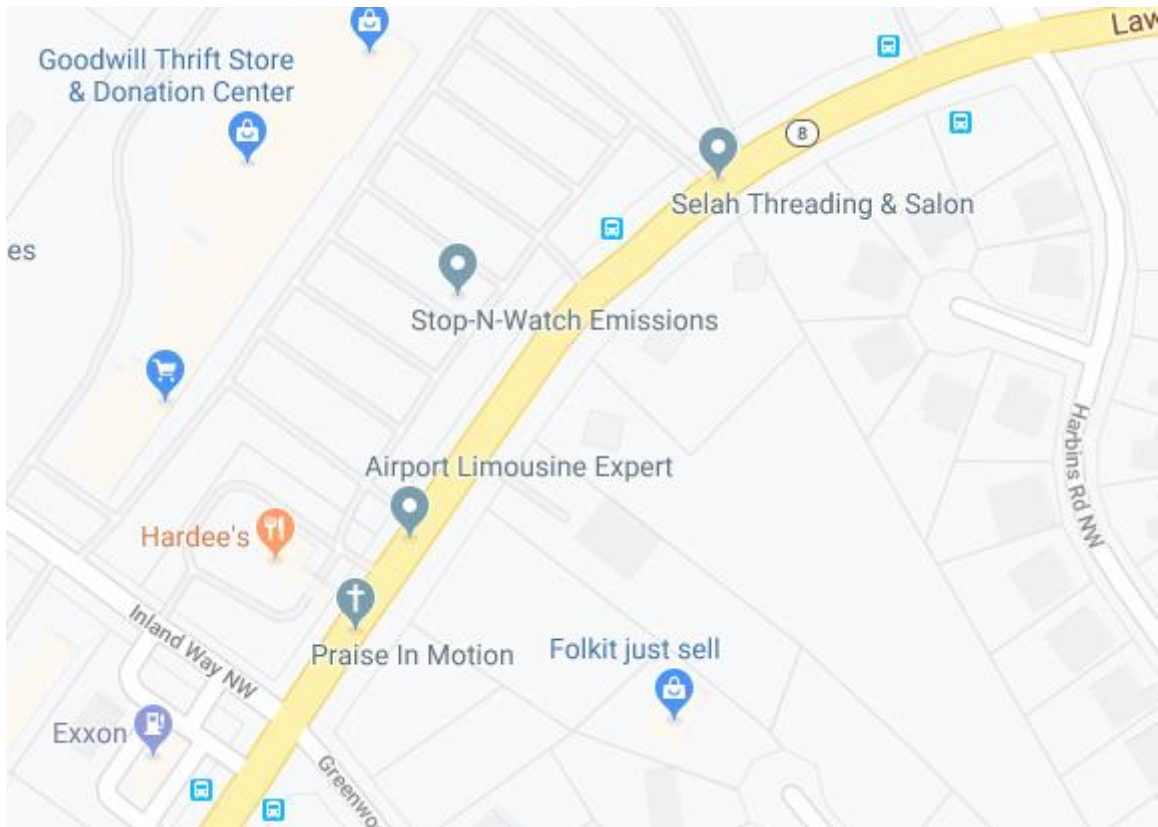 Law
Goodwill Thrift Store
& Donation Center
8
Selah Threading & Salon
es
Stop-N-Watch Emissions
Airport Limousine Expert
Harbins Rd NW
Hardee's
Inland Way NW
Praise In Motion
Folkit just sell
Exxon
Greenwo